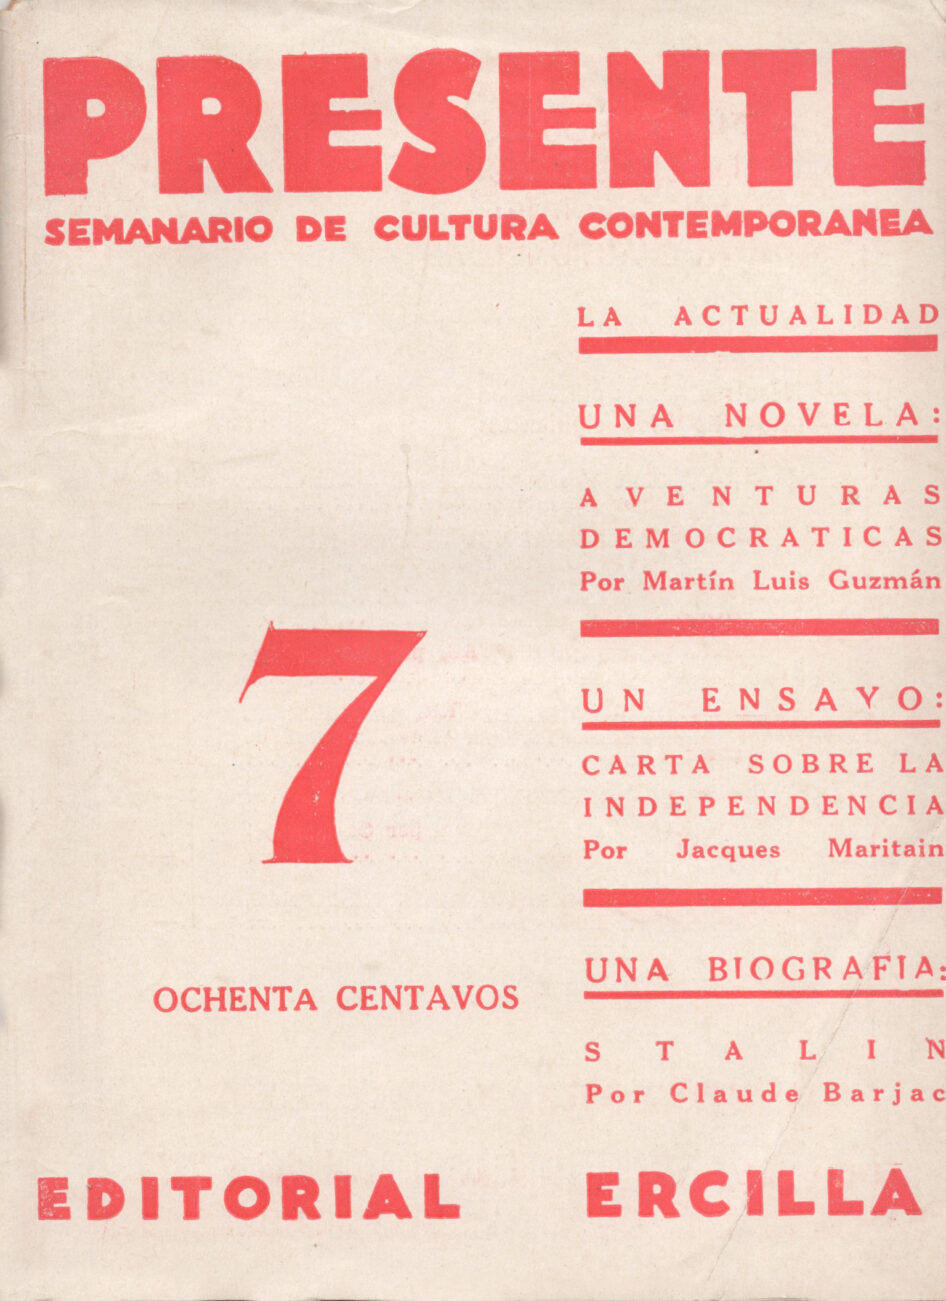 PRESENTE
SEMANARIO DE CULTURA CONTEMPORANEA
LA ACTUALIDAD
UNA NOVELA:
AVENTURAS
DEMOCRATICAS
Por Martín Luis Guzmán
UN ENSAYO:
CARTA SOBRE LA
INDEPENDENCIA
Por Jacques Maritain
UNA BIOGRAFIA:
STALIN
Por Claude Barjac
7
OCHENTA CENTAVOS
EDITORIAL ERCILLA